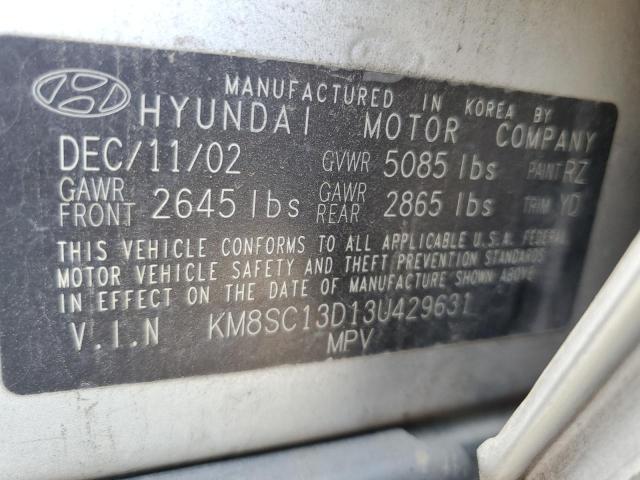 MANUFACTURED IN KOREA BY
HYUNDAI MOTOR COMPANY
DEC/11/02 GVWR 5085 lbs PAINT RZ
GAWR FRONT 2645 lbs GAWR REAR 2865 lbs TRIM YD
THIS VEHICLE CONFORMS TO ALL APPLICABLE U.S.A. FEDERAL
MOTOR VEHICLE SAFETY AND THEFT PREVENTION STANDARDS
IN EFFECT ON THE DATE OF MANUFACTURE SHOWN ABOVE
V.I.N KM8SC13D13U429631
MPV